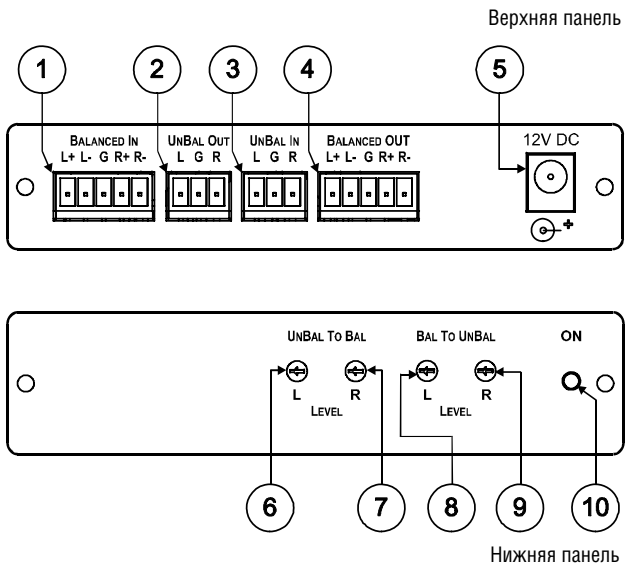 Верхняя панель
1 2 3 4 5
BALANCED IN UNBAL OUT UNBAL IN BALANCED OUT 12V DC
L+ L- G R+ R- L G R L G R L+ L- G R+ R-
+
UNBAL TO BAL BAL TO UNBAL ON
L R L R
LEVEL LEVEL
6 7 8 9 10
Нижняя панель